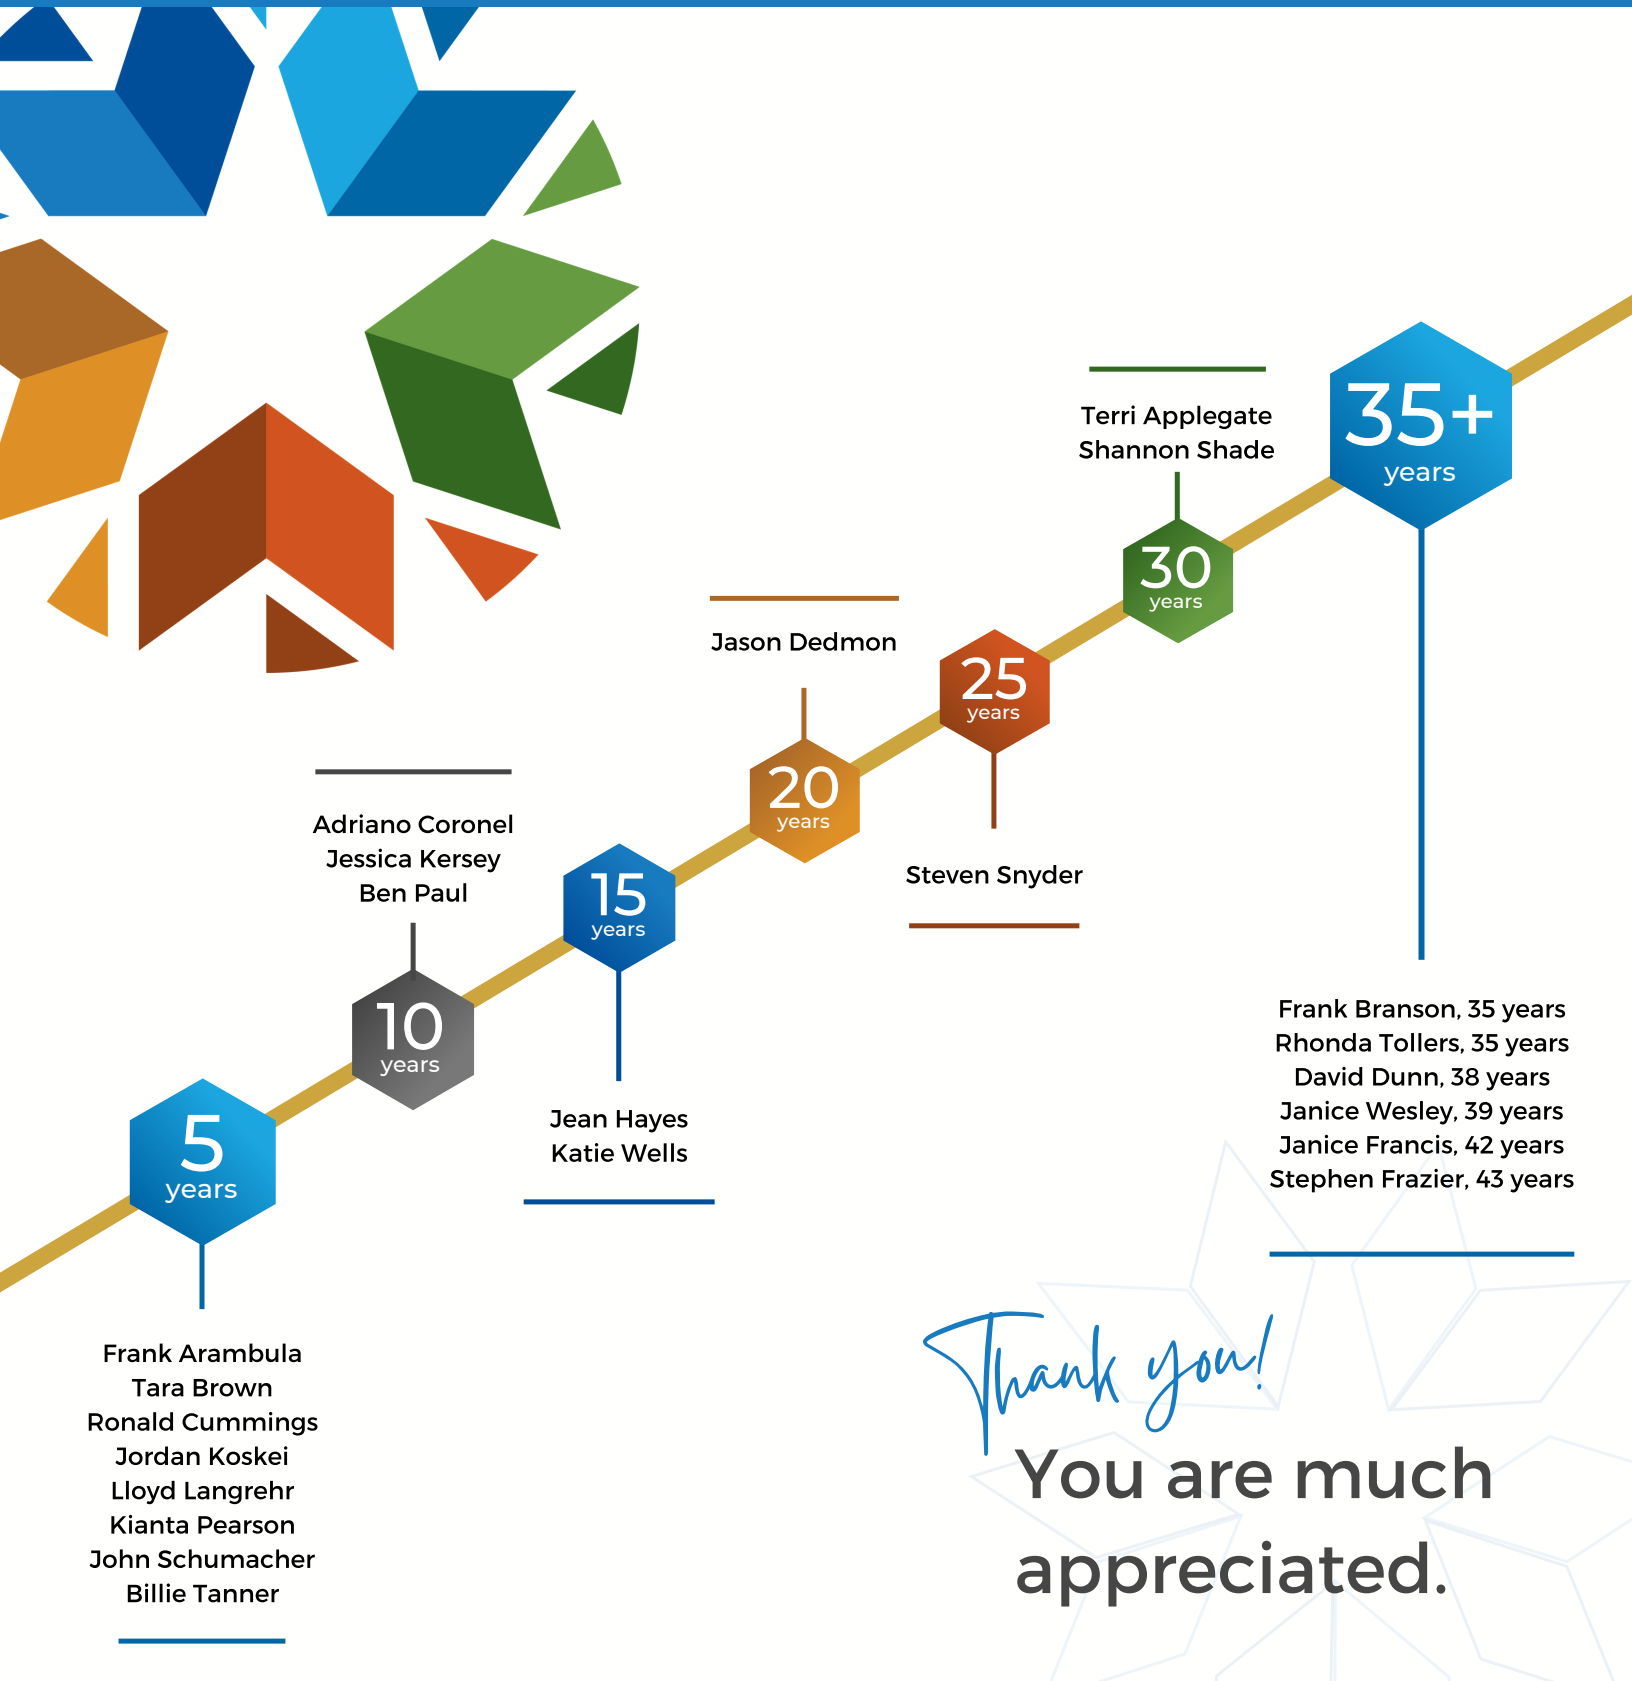 5
years
Frank Arambula
Tara Brown
Ronald Cummings
Jordan Koskei
Lloyd Langrehr
Kianta Pearson
John Schumacher
Billie Tanner
Adriano Coronel
Jessica Kersey
Ben Paul
10
years
15
years
Jean Hayes
Katie Wells
Jason Dedmon
20
years
25
years
Steven Snyder
Terri Applegate
Shannon Shade
30
years
35+
years
Frank Branson, 35 years
Rhonda Tollers, 35 years
David Dunn, 38 years
Janice Wesley, 39 years
Janice Francis, 42 years
Stephen Frazier, 43 years
Thank you!
You are much
appreciated.